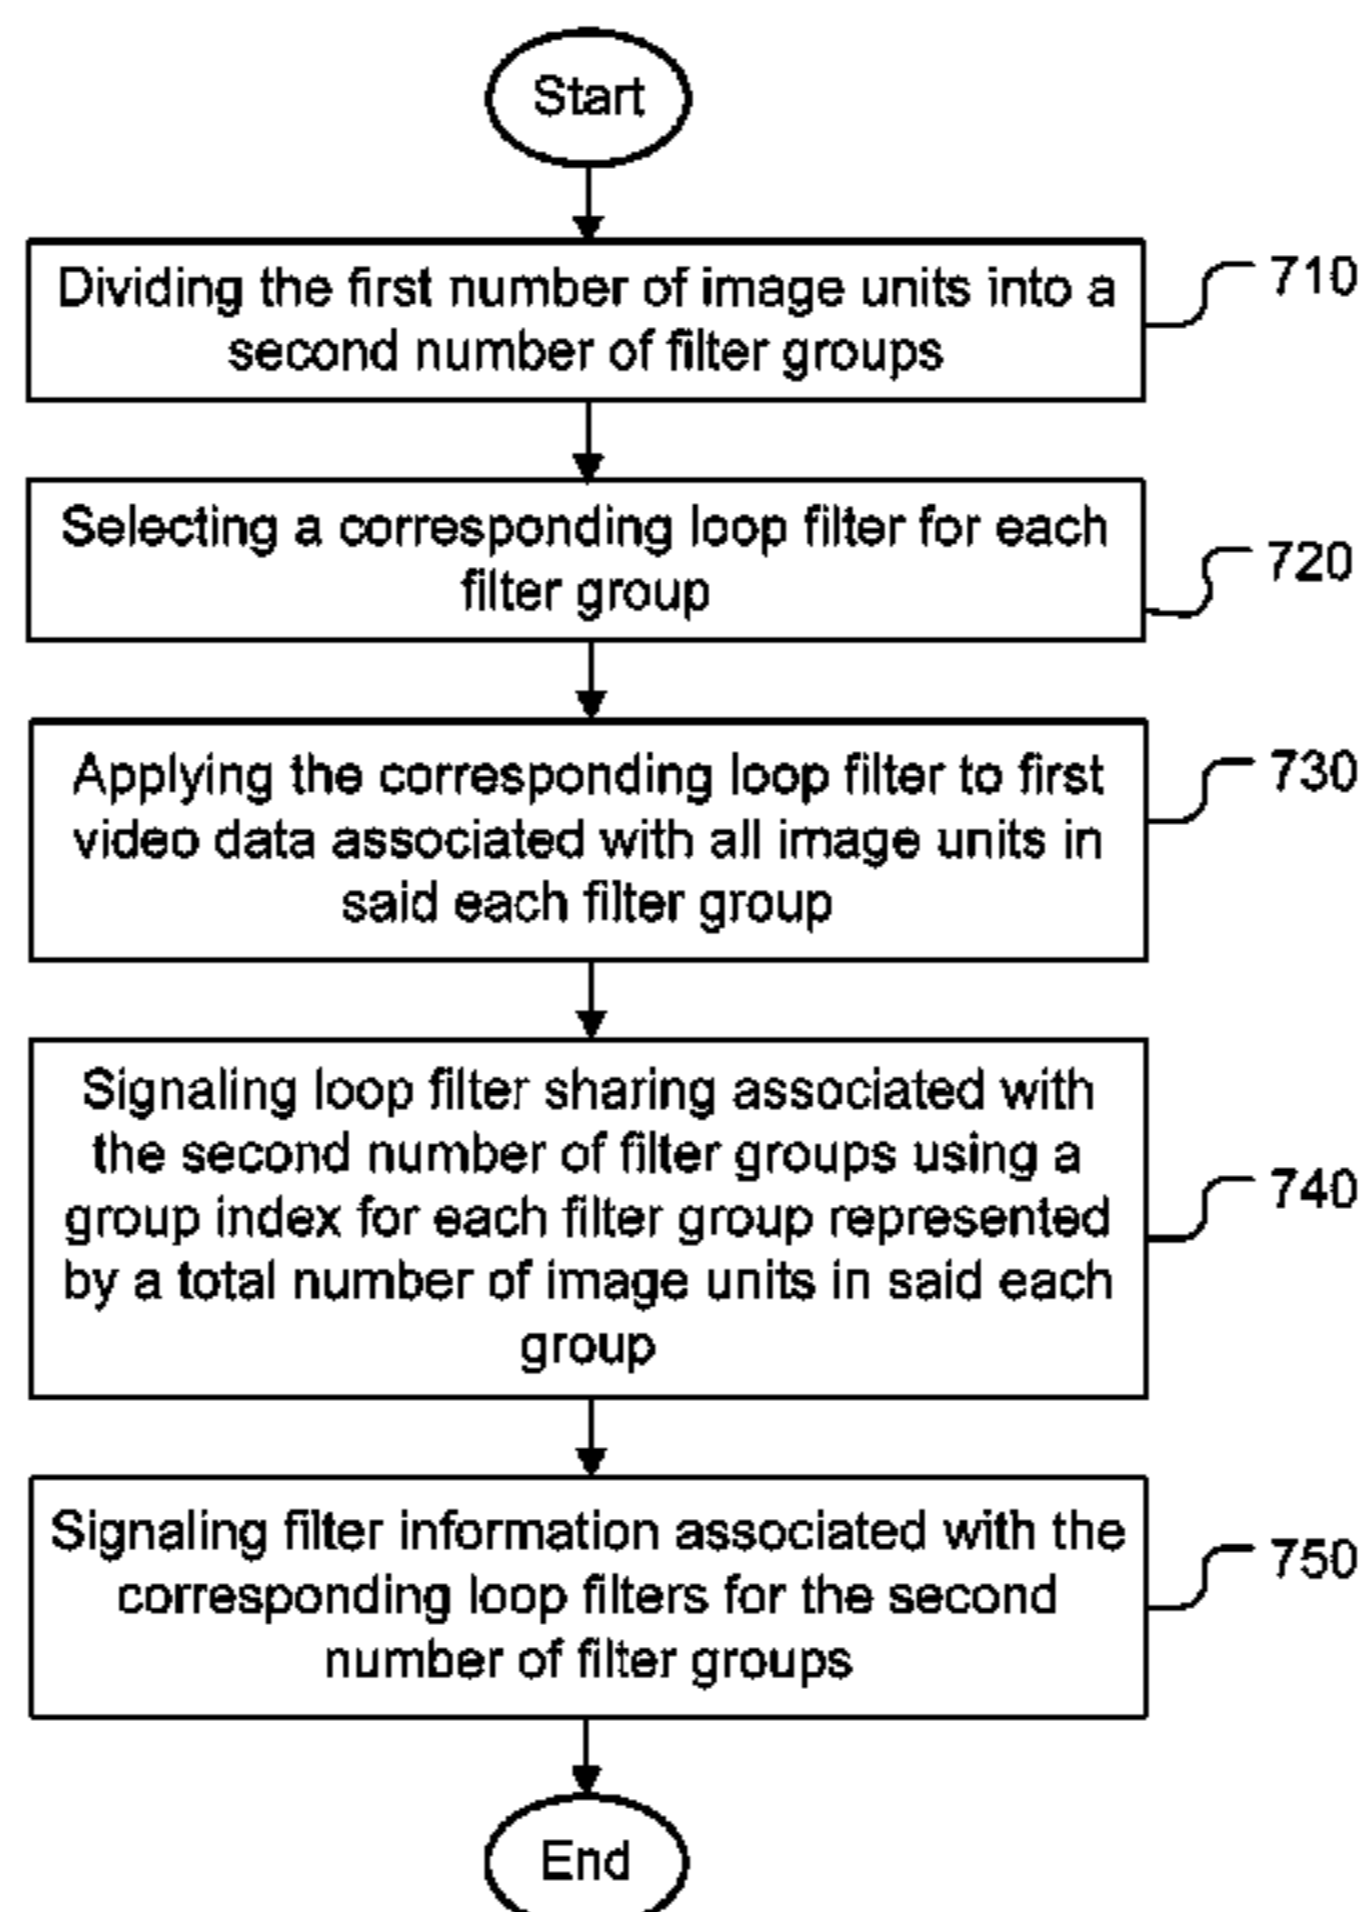 Start
Dividing the first number of image units into a
second number of filter groups
710
Selecting a corresponding loop filter for each
filter group
720
Applying the corresponding loop filter to first
video data associated with all image units in
said each filter group
730
Signaling loop filter sharing associated with
the second number of filter groups using a
group index for each filter group represented
by a total number of image units in said each
group
740
Signaling filter information associated with the
corresponding loop filters for the second
number of filter groups
750
End